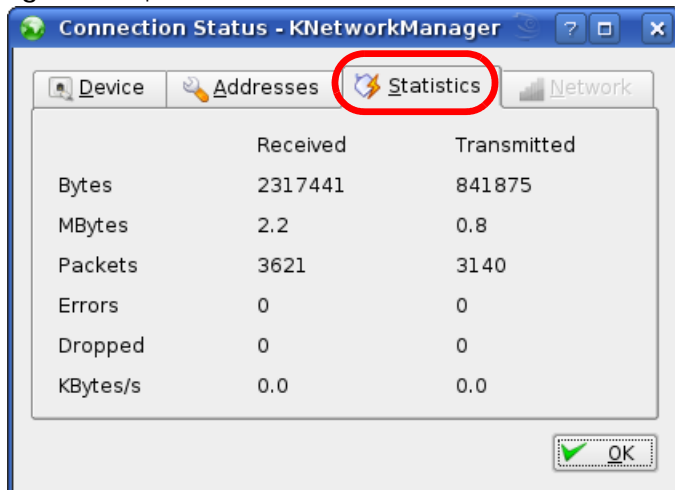 Connection Status - KNetworkManager
Device Addresses Statistics Network
Received Transmitted
Bytes 2317441 841875
MBytes 2.2 0.8
Packets 3621 3140
Errors 0 0
Dropped 0 0
KBytes/s 0.0 0.0
OK